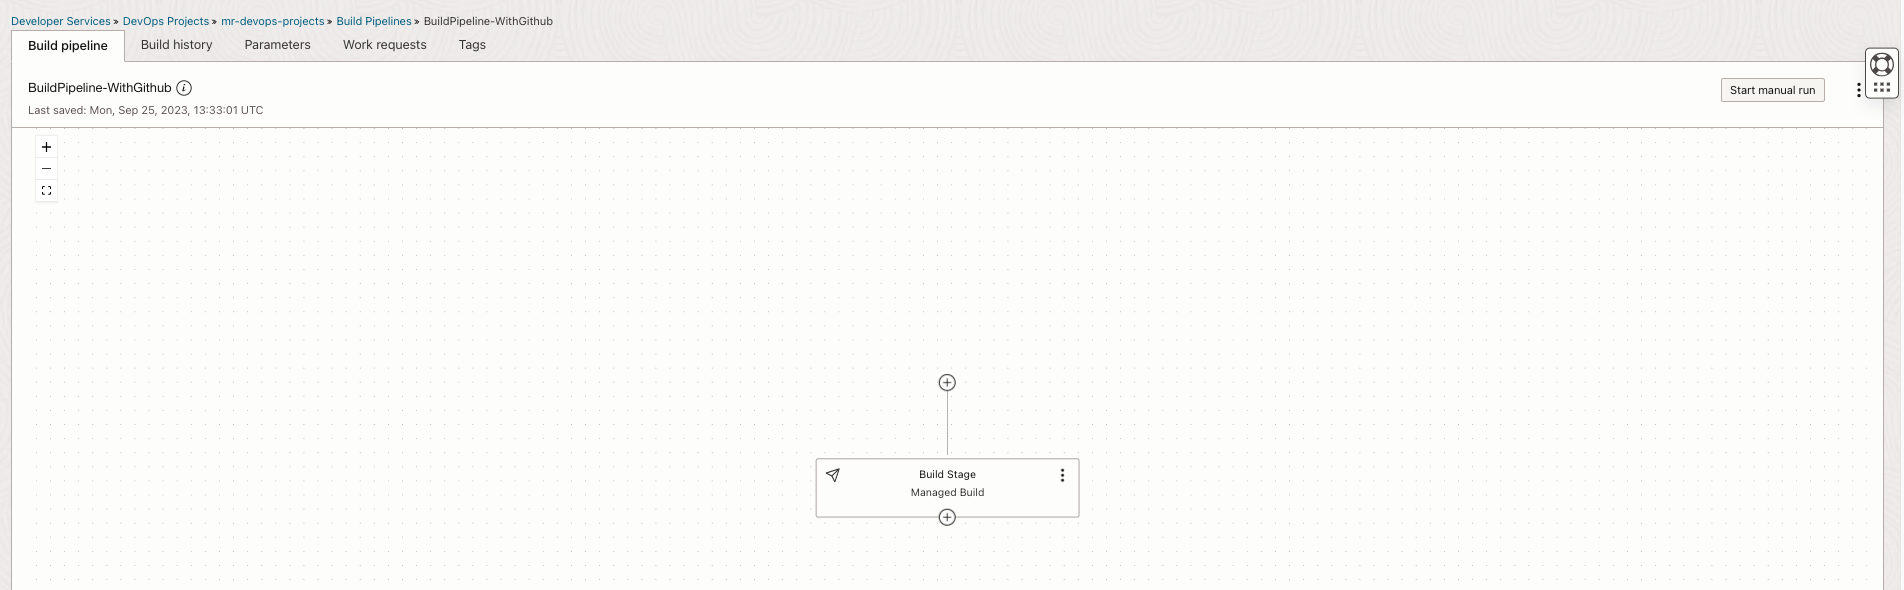 Developer Services » DevOps Projects » mr-devops-projects » Build Pipelines » BuildPipeline-WithGithub
Build pipeline Build history Parameters Work requests Tags
BuildPipeline-WithGithub
Start manual run
Last saved: Mon, Sep 25, 2023, 13:33:01 UTC
Build Stage
Managed Build